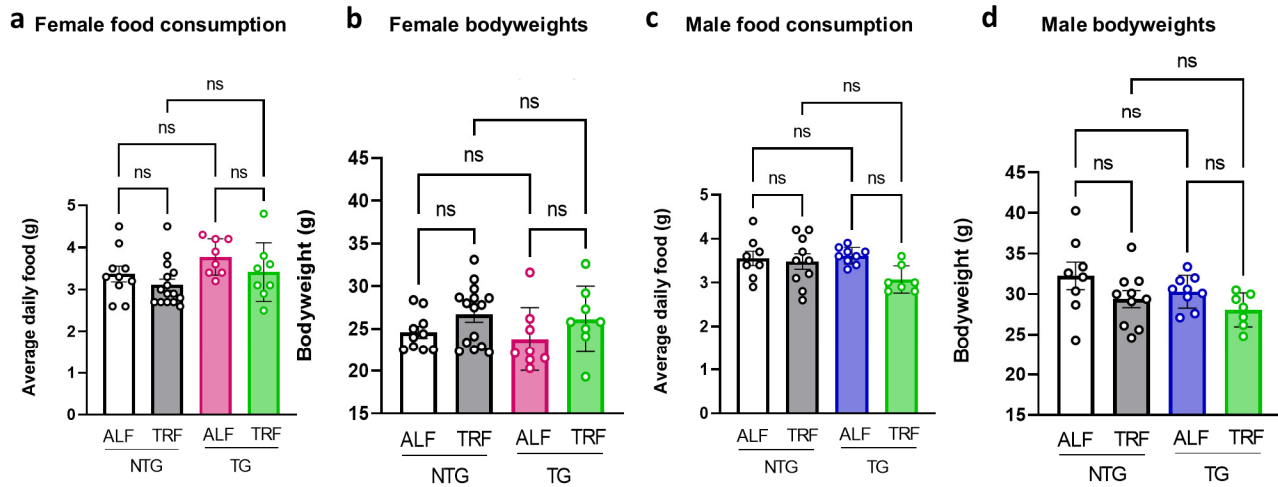 a Female food consumption
ns
ns
ns
ns
Average daily food (g)
5
4
3
2
1
0
ALF TRF ALF TRF
NTG TG
b Female bodyweights
ns
ns
ns
ns
Bodyweight (g)
45
40
35
30
25
20
15
ALF TRF ALF TRF
NTG TG
c Male food consumption
ns
ns
ns
ns
Average daily food (g)
5
4
3
2
1
0
ALF TRF ALF TRF
NTG TG
d Male bodyweights
ns
ns
ns
ns
Bodyweight (g)
45
40
35
30
25
20
15
ALF TRF ALF TRF
NTG TG